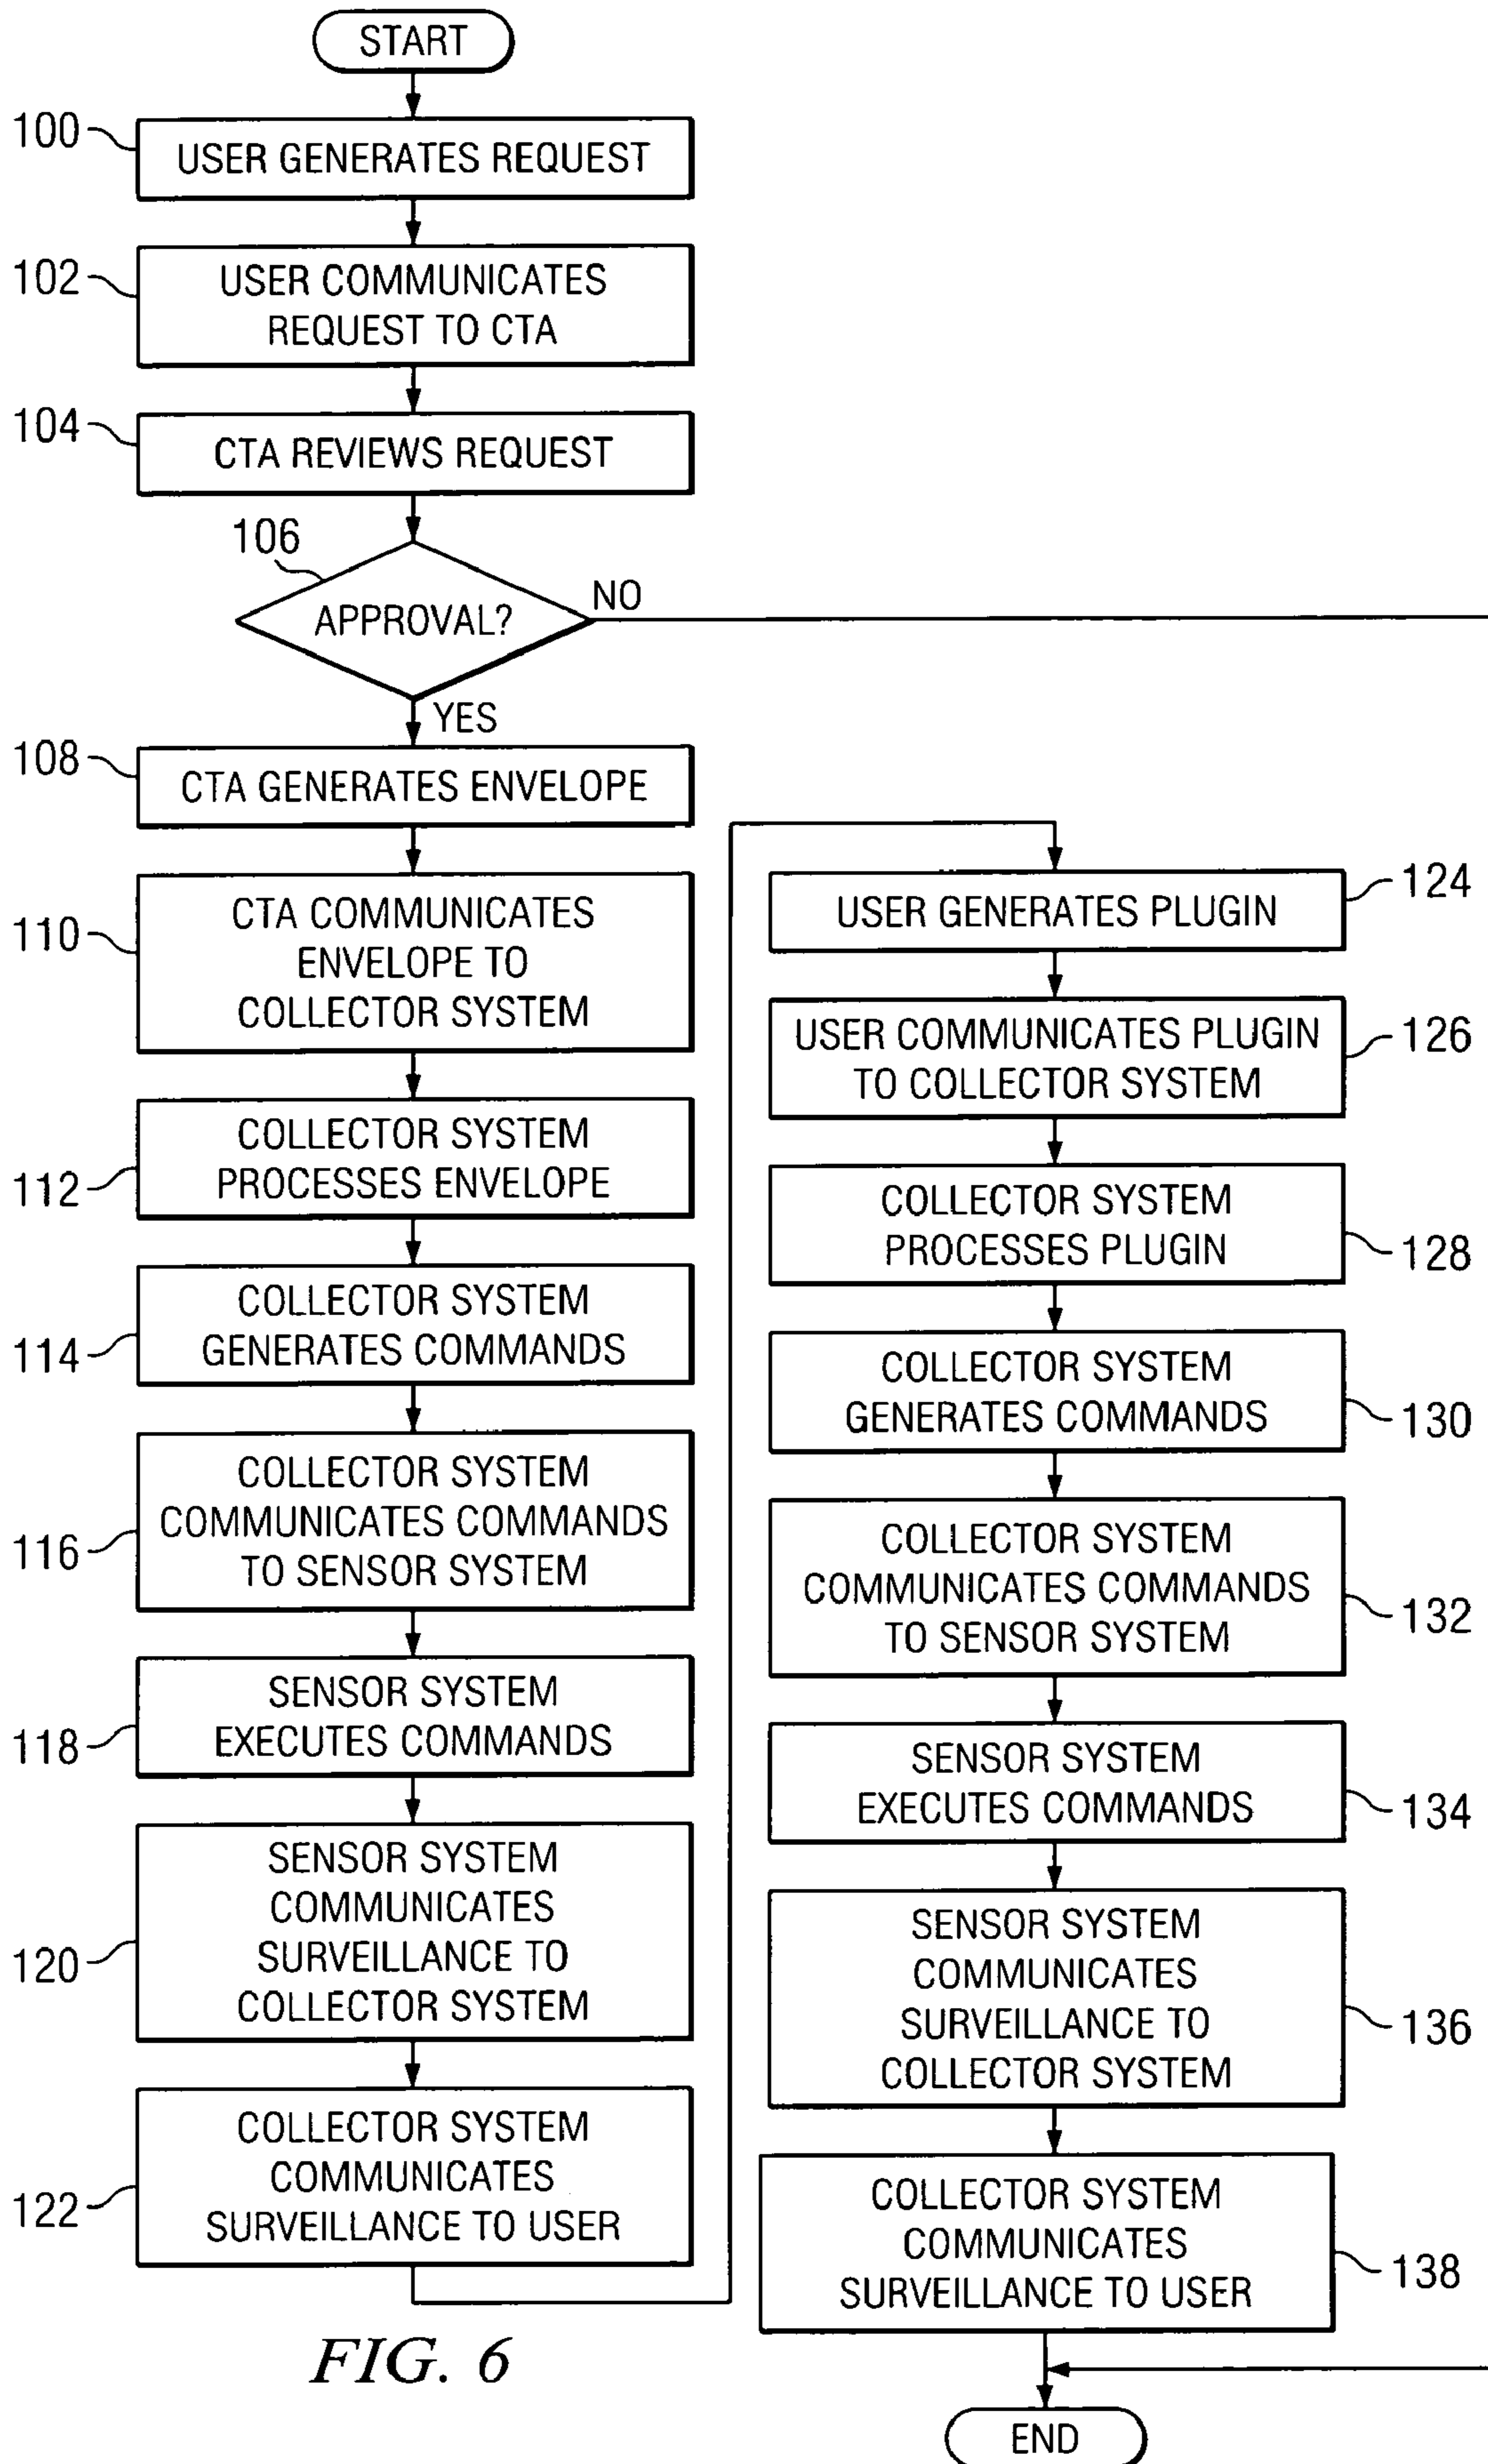 START
100
USER GENERATES REQUEST
102
USER COMMUNICATES
REQUEST TO CTA
104
CTA REVIEWS REQUEST
106
APPROVAL?
NO
YES
108
CTA GENERATES ENVELOPE
110
CTA COMMUNICATES
ENVELOPE TO
COLLECTOR SYSTEM
112
COLLECTOR SYSTEM
PROCESSES ENVELOPE
114
COLLECTOR SYSTEM
GENERATES COMMANDS
116
COLLECTOR SYSTEM
COMMUNICATES COMMANDS
TO SENSOR SYSTEM
118
SENSOR SYSTEM
EXECUTES COMMANDS
120
SENSOR SYSTEM
COMMUNICATES
SURVEILLANCE TO
COLLECTOR SYSTEM
122
COLLECTOR SYSTEM
COMMUNICATES
SURVEILLANCE TO USER
124
USER GENERATES PLUGIN
126
USER COMMUNICATES PLUGIN
TO COLLECTOR SYSTEM
128
COLLECTOR SYSTEM
PROCESSES PLUGIN
130
COLLECTOR SYSTEM
GENERATES COMMANDS
132
COLLECTOR SYSTEM
COMMUNICATES COMMANDS
TO SENSOR SYSTEM
134
SENSOR SYSTEM
EXECUTES COMMANDS
136
SENSOR SYSTEM
COMMUNICATES
SURVEILLANCE TO
COLLECTOR SYSTEM
138
COLLECTOR SYSTEM
COMMUNICATES
SURVEILLANCE TO USER
END
FIG. 6